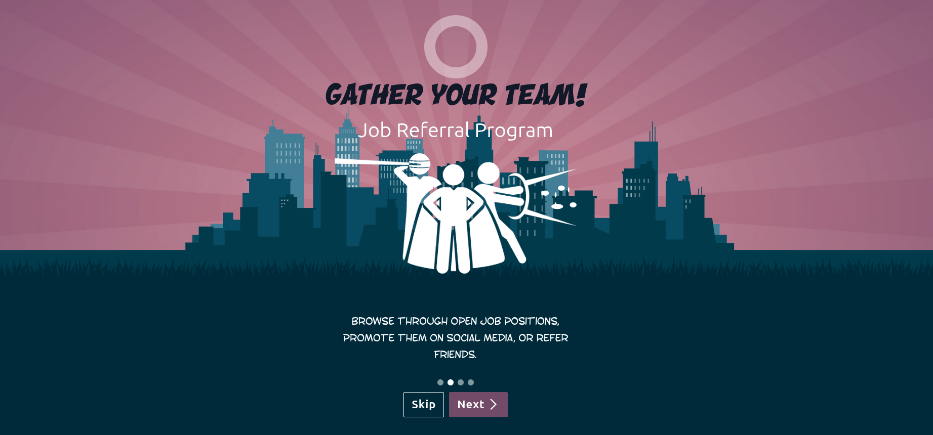 GATHER YOUR TEAM!
Job Referral Program
BROWSE THROUGH OPEN JOB POSITIONS,
PROMOTE THEM ON SOCIAL MEDIA, OR REFER
FRIENDS.
Skip
Next